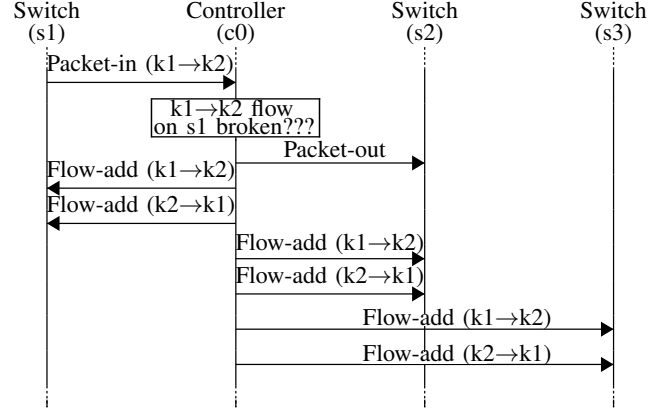 Switch
(s1)
Controller
(c0)
Switch
(s2)
Switch
(s3)
Packet-in (k1→k2)
k1→k2 flow
on s1 broken???
Packet-out
Flow-add (k1→k2)
Flow-add (k2→k1)
Flow-add (k1→k2)
Flow-add (k2→k1)
Flow-add (k1→k2)
Flow-add (k2→k1)